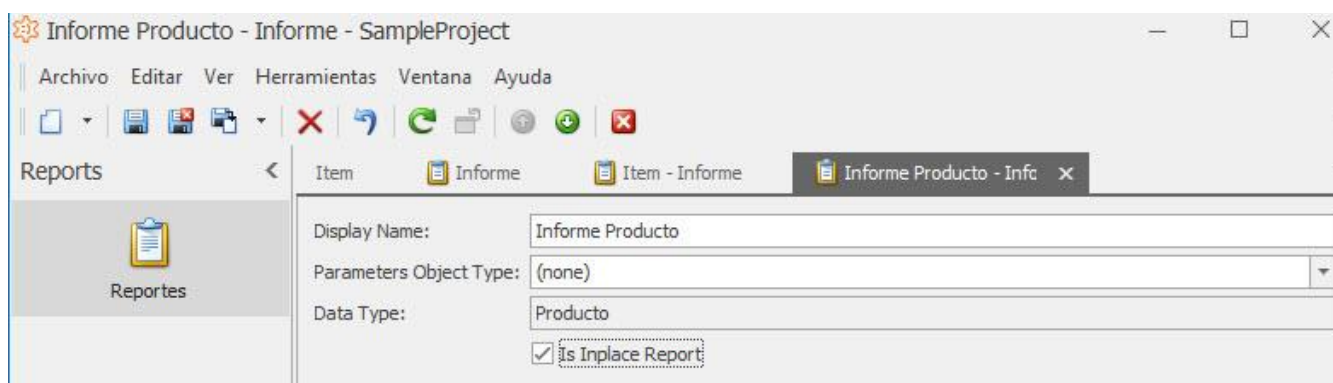 Informe Producto - Informe - SampleProject
Archivo Editar Ver Herramientas Ventana Ayuda
Reports
Item Informe Item - Informe Informe Producto - Info
Display Name: Informe Producto
Parameters Object Type: (none)
Reportes
Data Type: Producto
Is Inplace Report